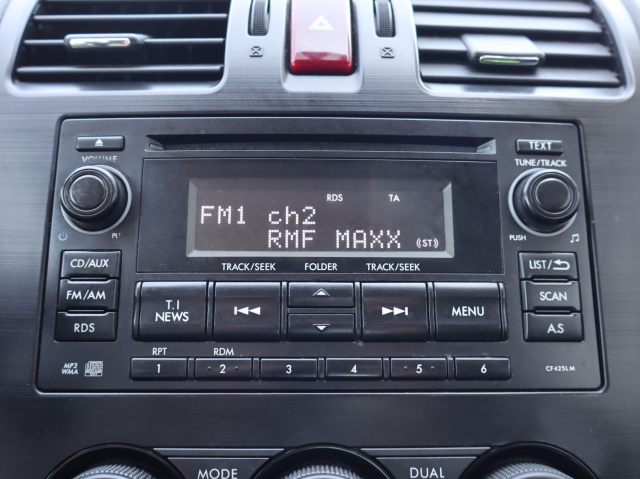 TEXT
VOLUME
TUNE/TRACK
RDS TA
FM1 ch2
RMF MAXX (ST)
PUSH
TRACK/SEEK FOLDER TRACK/SEEK
CD/AUX
LIST/
FM/AM
T.I NEWS
MENU
SCAN
RDS
A.S
RPT RDM
1 2 3 4 5 6
MP3
WMA
CF425LM
MODE DUAL